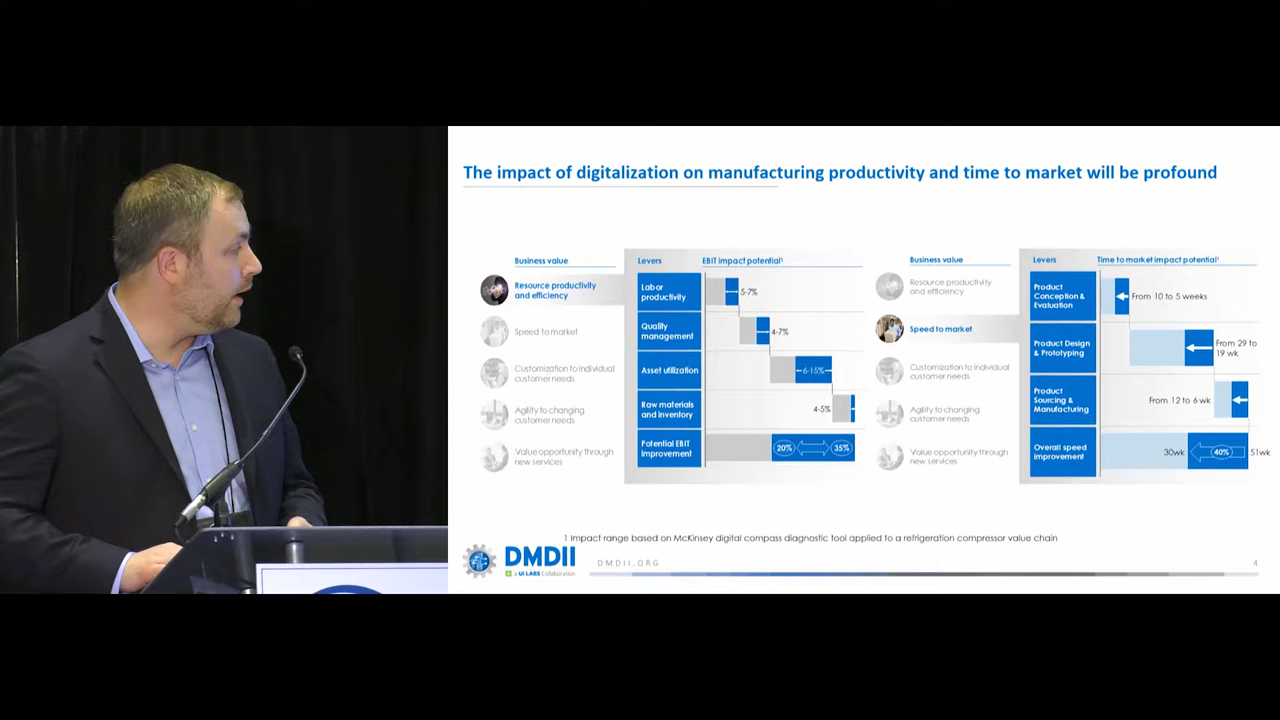 The impact of digitalization on manufacturing productivity and time to market will be profound
Business value
Resource productivity
and efficiency
Speed to market
Customization to individual
customer needs
Agility to changing
customer needs
Value opportunity through
new services
Levers
EBIT impact potential¹
Labor
productivity
5-7%
Quality
management
4-7%
Asset utilization
6-15%
Raw materials
and inventory
4-5%
Potential EBIT
improvement
20%
35%
Business value
Resource productivity
and efficiency
Speed to market
Customization to individual
customer needs
Agility to changing
customer needs
Value opportunity through
new services
Levers
Time to market impact potential¹
Product
Conception &
Evaluation
From 10 to 5 weeks
Product Design
& Prototyping
From 29 to
19 wk
Product
Sourcing &
Manufacturing
From 12 to 6 wk
Overall speed
improvement
30wk
40%
51wk
1 Impact range based on McKinsey digital compass diagnostic tool applied to a refrigeration compressor value chain
DMDII
a UI LABS Collaboration
DMDII.ORG
4